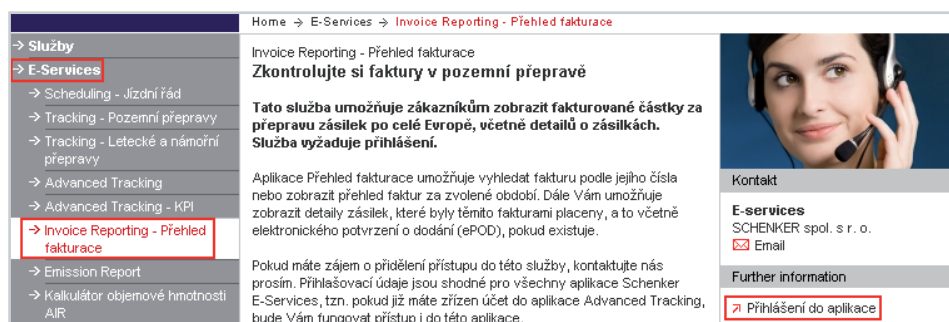 Home → E-Services → Invoice Reporting - Přehled fakturace
→ Služby
→ E-Services
→ Scheduling - Jízdní řád
→ Tracking - Pozemní přepravy
→ Tracking - Letecké a námořní
přepravy
→ Advanced Tracking
→ Advanced Tracking - KPI
→ Invoice Reporting - Přehled
fakturace
→ Emission Report
→ Kalkulátor objemové hmotnosti
AIR
Invoice Reporting - Přehled fakturace
Zkontrolujte si faktury v pozemní přepravě
Tato služba umožňuje zákazníkům zobrazit fakturované částky za
přepravu zásilek po celé Evropě, včetně detailů o zásilkách.
Služba vyžaduje přihlášení.
Aplikace Přehled fakturace umožňuje vyhledat fakturu podle jejího čísla
nebo zobrazit přehled faktur za zvolené období. Dále Vám umožňuje
zobrazit detaily zásilek, které byly těmito fakturami placeny, a to včetně
elektronického potvrzení o dodání (ePOD), pokud existuje.
Pokud máte zájem o přidělení přístupu do této služby, kontaktujte nás
prosím. Přihlašovací údaje jsou shodné pro všechny aplikace Schenker
E-Services, tzn. pokud již máte zřízen účet do aplikace Advanced Tracking,
bude Vám fungovat přístup i do této aplikace.
Kontakt
E-services
SCHENKER spol. s r. o.
Email
Further information
Přihlášení do aplikace